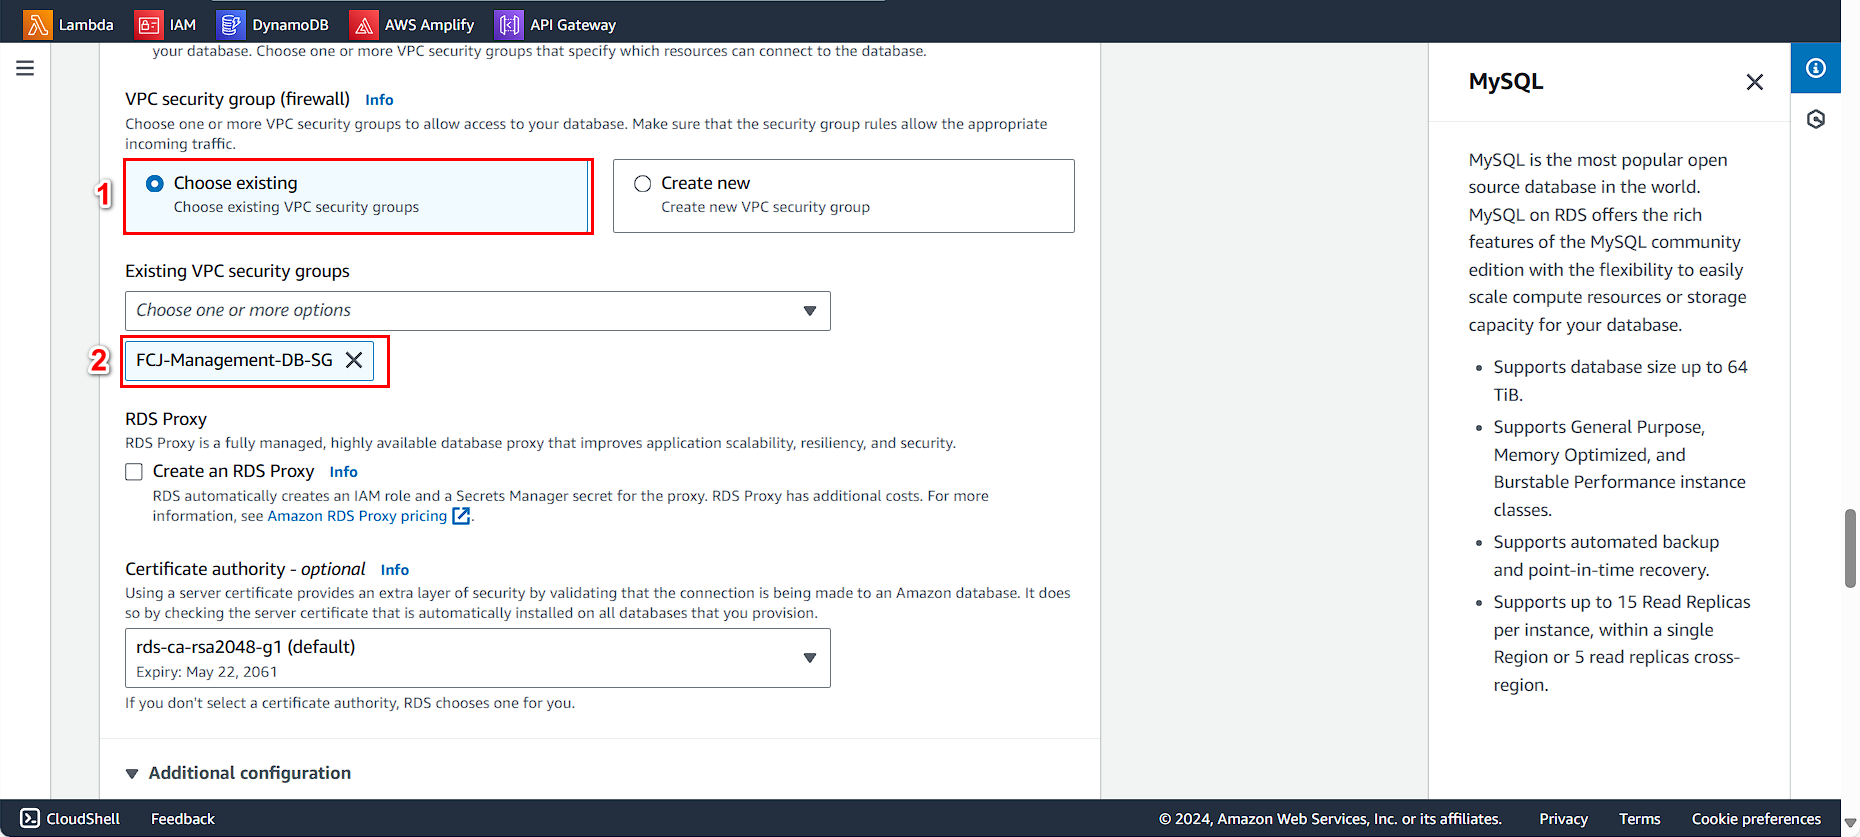 Lambda IAM DynamoDB AWS Amplify API Gateway
your database. Choose one or more VPC security groups that specify which resources can connect to the database.
VPC security group (firewall) Info
Choose one or more VPC security groups to allow access to your database. Make sure that the security group rules allow the appropriate
incoming traffic.
1
Choose existing
Choose existing VPC security groups
Create new
Create new VPC security group
Existing VPC security groups
Choose one or more options
2
FCJ-Management-DB-SG
RDS Proxy
RDS Proxy is a fully managed, highly available database proxy that improves application scalability, resiliency, and security.
Create an RDS Proxy Info
RDS automatically creates an IAM role and a Secrets Manager secret for the proxy. RDS Proxy has additional costs. For more
information, see Amazon RDS Proxy pricing.
Certificate authority - optional Info
Using a server certificate provides an extra layer of security by validating that the connection is being made to an Amazon database. It does
so by checking the server certificate that is automatically installed on all databases that you provision.
rds-ca-rsa2048-g1 (default)
Expiry: May 22, 2061
If you don't select a certificate authority, RDS chooses one for you.
Additional configuration
MySQL
MySQL is the most popular open
source database in the world.
MySQL on RDS offers the rich
features of the MySQL community
edition with the flexibility to easily
scale compute resources or storage
capacity for your database.
• Supports database size up to 64
TiB.
• Supports General Purpose,
Memory Optimized, and
Burstable Performance instance
classes.
• Supports automated backup
and point-in-time recovery.
• Supports up to 15 Read Replicas
per instance, within a single
Region or 5 read replicas cross-
region.
CloudShell Feedback © 2024, Amazon Web Services, Inc. or its affiliates. Privacy Terms Cookie preferences